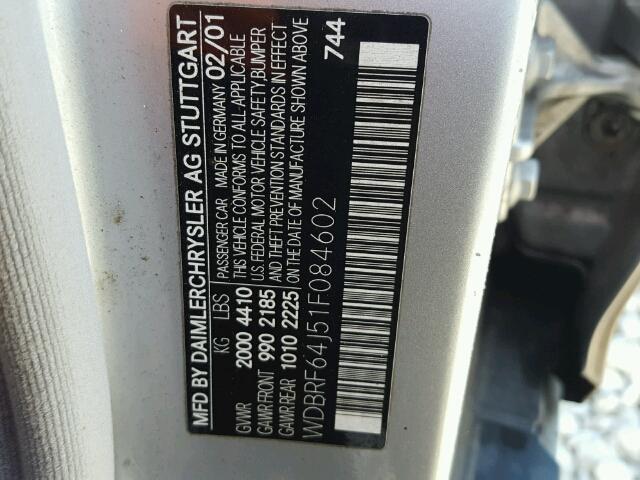 MFD BY DAIMLERCHRYSLER AG STUTTGART
KG LBS PASSENGER CAR MADE IN GERMANY 02/01
GVWR 2000 4410 THIS VEHICLE CONFORMS TO ALL APPLICABLE
GAWR FRONT 990 2185 U.S. FEDERAL MOTOR VEHICLE SAFETY, BUMPER
GAWR REAR 1010 2225 AND THEFT PREVENTION STANDARDS IN EFFECT
ON THE DATE OF MANUFACTURE SHOWN ABOVE
WDBRF64J51F084602 744